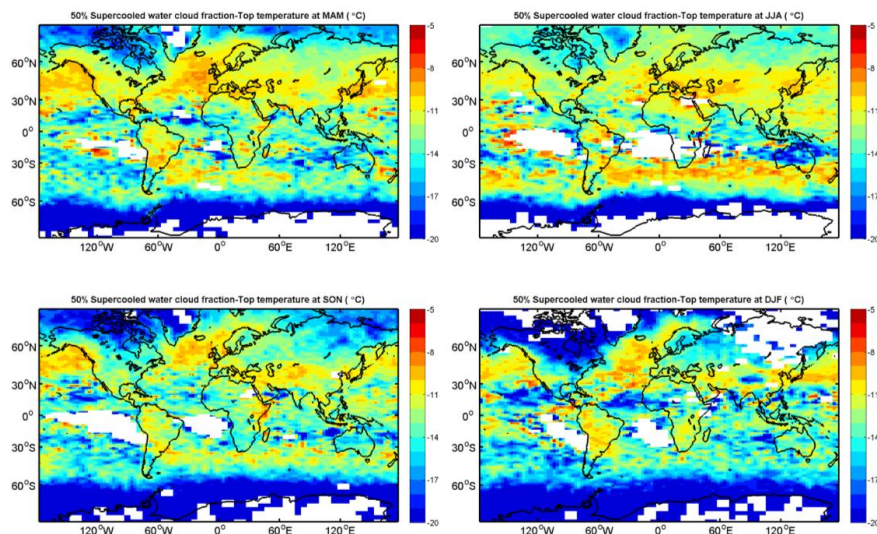 50% Supercooled water cloud fraction-Top temperature at MAM ( °C)
60°N
30°N
0°
30°S
60°S
120°W 60°W 0° 60°E 120°E
-5
-8
-11
-14
-17
-20
50% Supercooled water cloud fraction-Top temperature at JJA ( °C)
60°N
30°N
0°
30°S
60°S
120°W 60°W 0° 60°E 120°E
-5
-8
-11
-14
-17
-20
50% Supercooled water cloud fraction-Top temperature at SON ( °C)
60°N
30°N
0°
30°S
60°S
120°W 60°W 0° 60°E 120°E
-5
-8
-11
-14
-17
-20
50% Supercooled water cloud fraction-Top temperature at DJF ( °C)
60°N
30°N
0°
30°S
60°S
120°W 60°W 0° 60°E 120°E
-5
-8
-11
-14
-17
-20